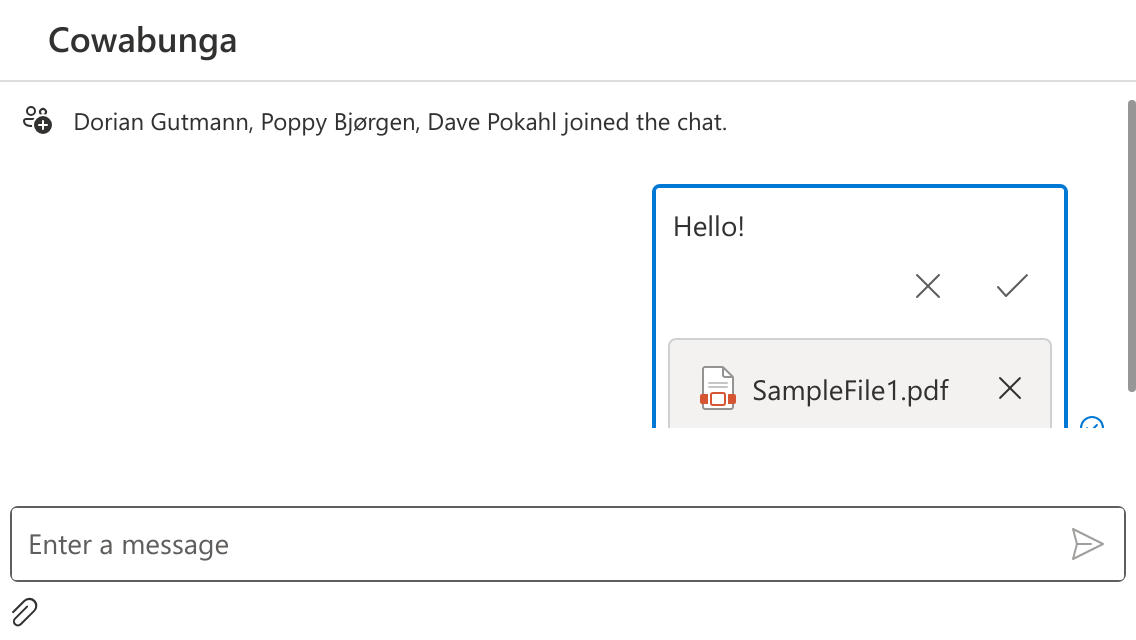 Cowabunga
Dorian Gutmann, Poppy Bjørgen, Dave Pokahl joined the chat.
Hello!
SampleFile1.pdf
Enter a message